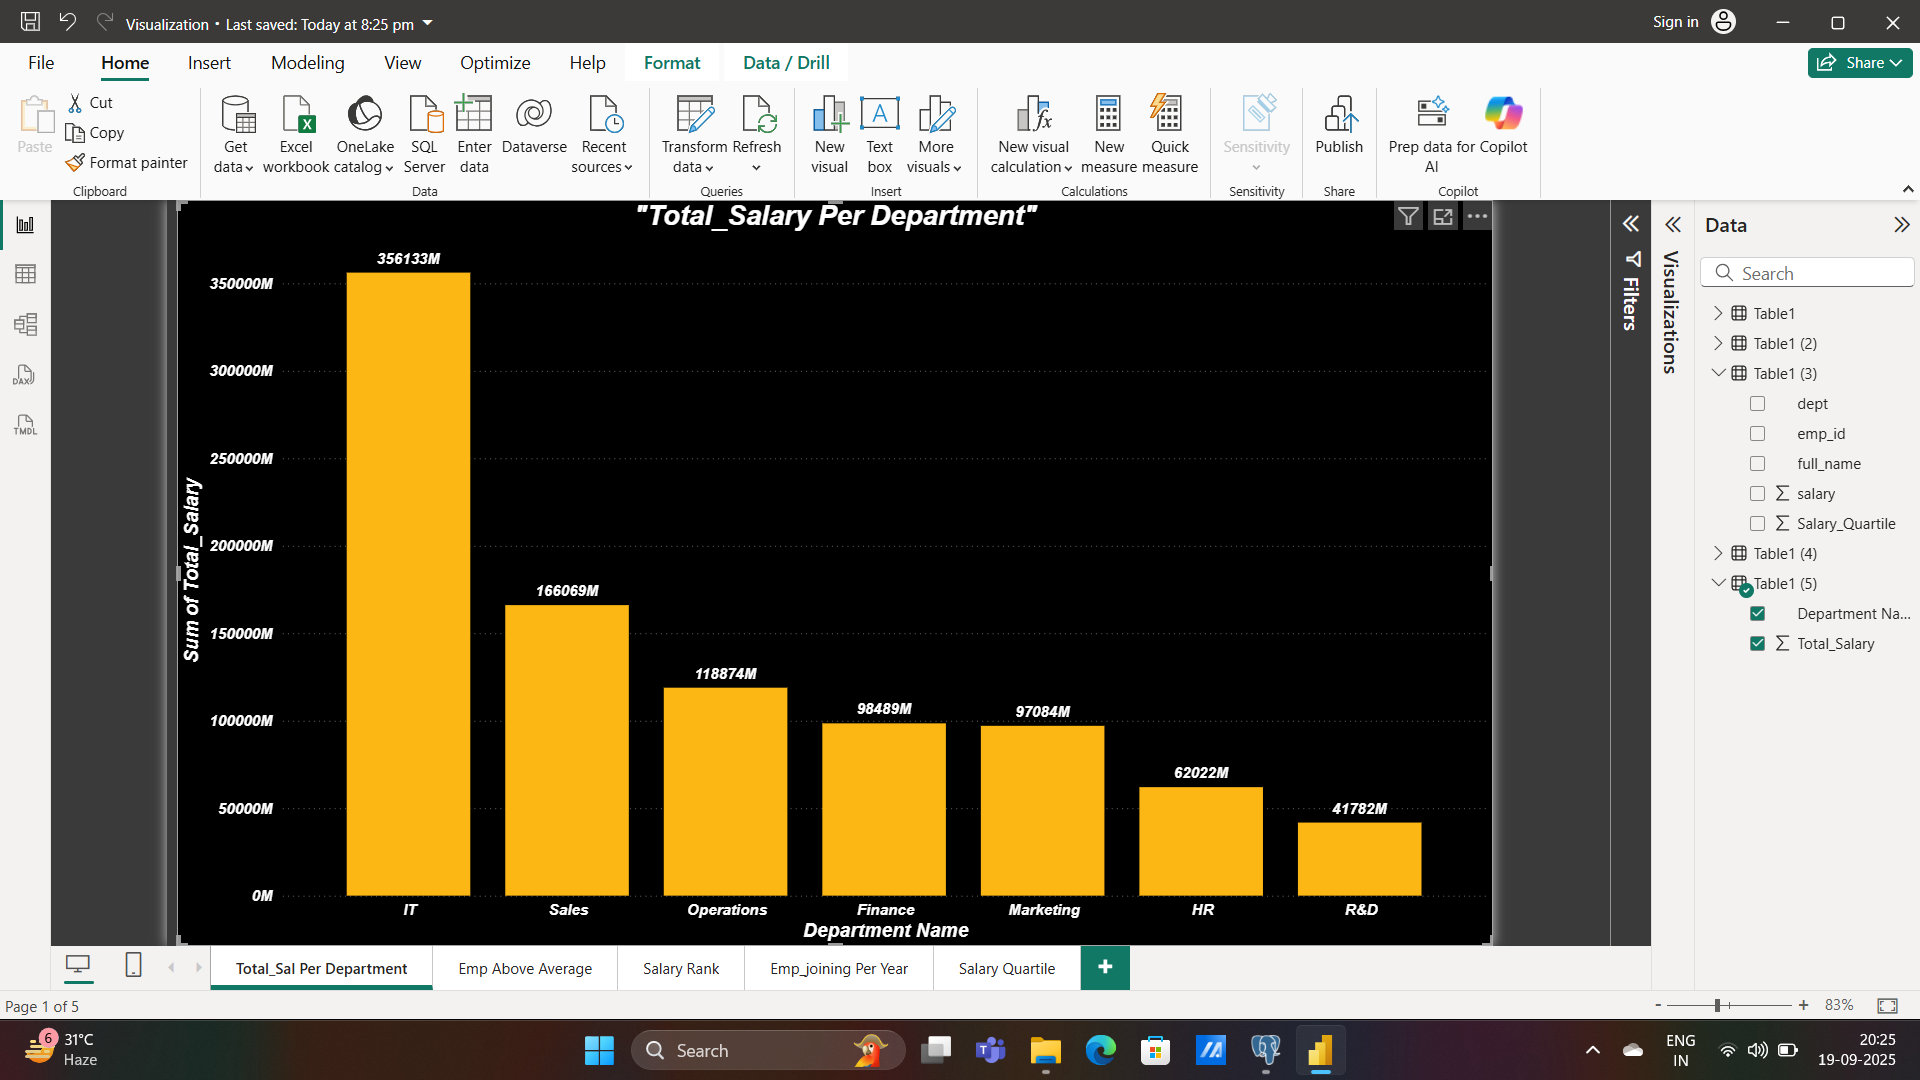 Visualization • Last saved: Today at 8:25 pm
Sign in
File
Home
Insert
Modeling
View
Optimize
Help
Format
Data / Drill
Share
Paste
Cut
Copy
Format painter
Clipboard
Get data
Excel workbook
OneLake catalog
SQL Server
Enter data
Dataverse
Recent sources
Data
Transform data
Refresh
Queries
New visual
A
Text box
More visuals
Insert
New visual calculation
New measure
Quick measure
Calculations
Sensitivity
Sensitivity
Publish
Share
Prep data for AI
Copilot
Copilot
DAX
TMDL
"Total_Salary Per Department"
Sum of Total_Salary
350000M
300000M
250000M
200000M
150000M
100000M
50000M
0M
356133M
166069M
118874M
98489M
97084M
62022M
41782M
IT
Sales
Operations
Finance
Marketing
HR
R&D
Department Name
Filters
Visualizations
Data
Search
Table1
Table1 (2)
Table1 (3)
dept
emp_id
full_name
salary
Salary_Quartile
Table1 (4)
Table1 (5)
Department Na...
Total_Salary
Total_Sal Per Department
Emp Above Average
Salary Rank
Emp_joining Per Year
Salary Quartile
Page 1 of 5
83%
6
31°C
Haze
Search
ENG
IN
20:25
19-09-2025